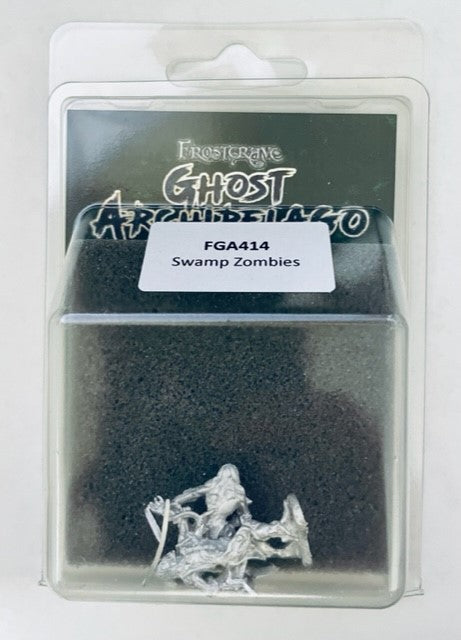 FROSTGRAVE
GHOST
ARCHIPELAGO
FGA414
Swamp Zombies